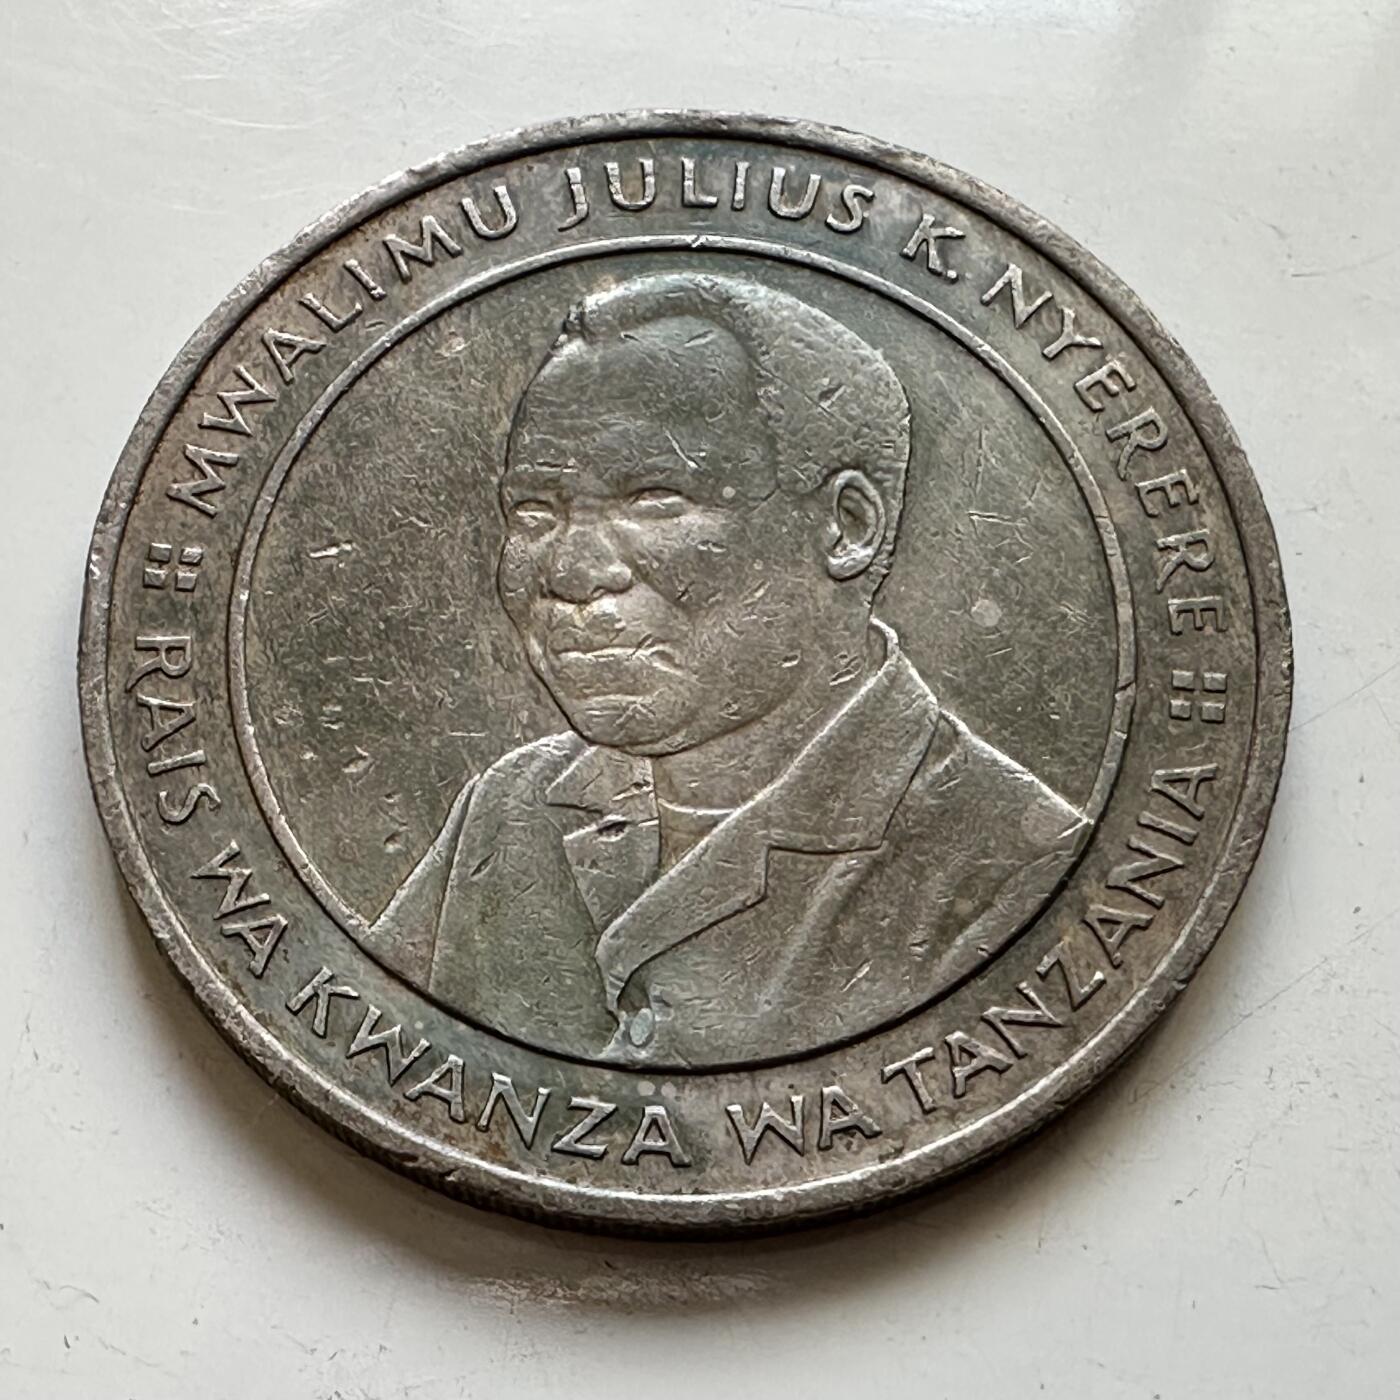 MWALIMU JULIUS K. NYERERE
RAIS WA KWANZA WA TANZANIA